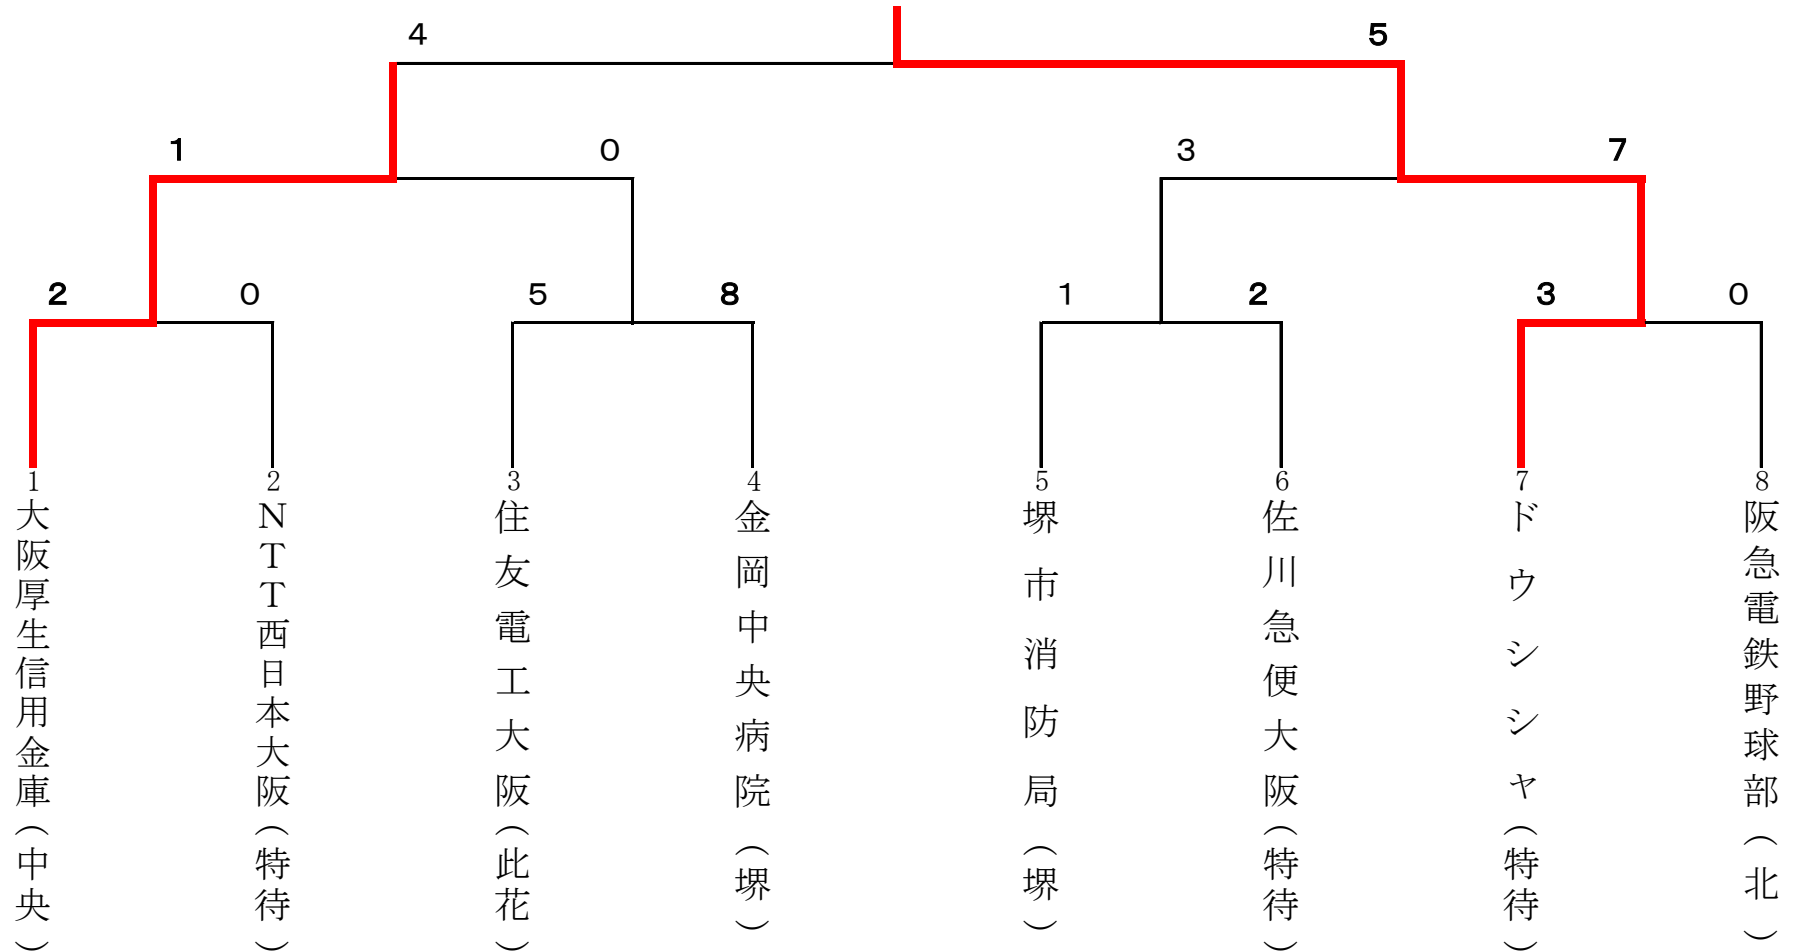 4 5
1 0 3 7
2 0 5 8 1 2 3 0
1 大阪厚生信用金庫(中央)
2 NTT西日本大阪(特待)
3 住友電工大阪(此花)
4 金岡中央病院(堺)
5 堺市消防局(堺)
6 佐川急便大阪(特待)
7 ドウシシャ(特待)
8 阪急電鉄野球部(北)